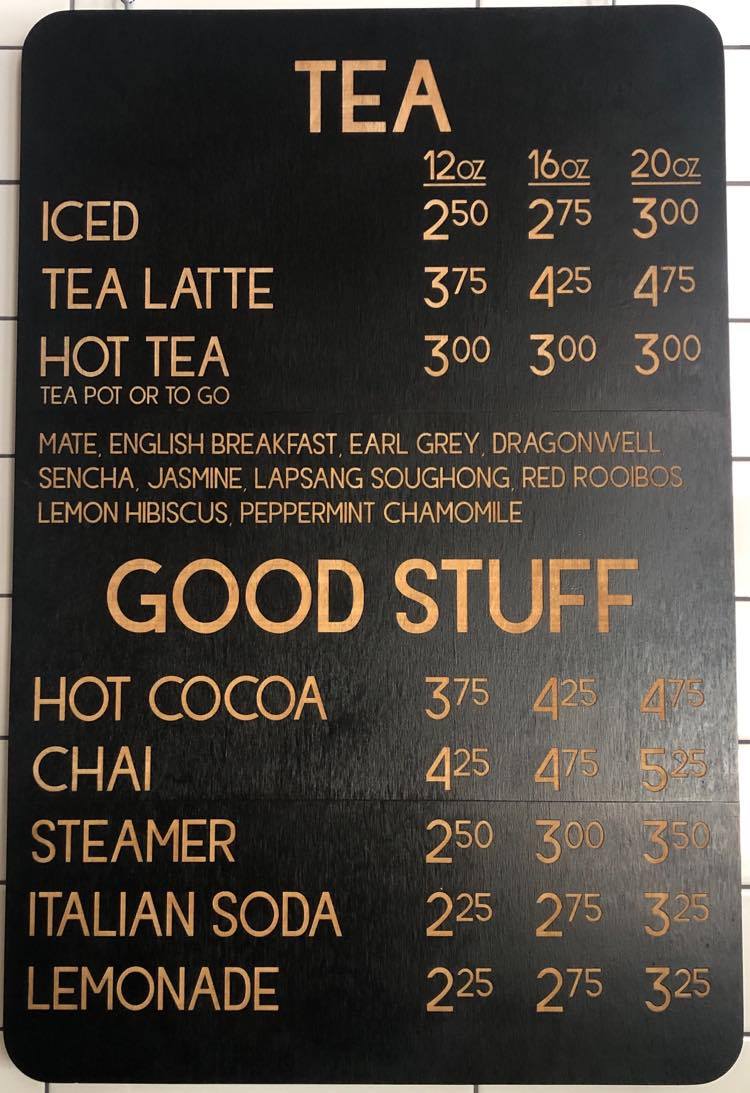 TEA
12OZ 16OZ 20OZ
ICED 250 275 300
TEA LATTE 375 425 475
HOT TEA 300 300 300
TEA POT OR TO GO
MATE, ENGLISH BREAKFAST, EARL GREY, DRAGONWELL
SENCHA, JASMINE, LAPSANG SOUGHONG, RED ROOIBOS
LEMON HIBISCUS, PEPPERMINT CHAMOMILE
GOOD STUFF
HOT COCOA 375 425 475
CHAI 425 475 525
STEAMER 250 300 350
ITALIAN SODA 225 275 325
LEMONADE 225 275 325